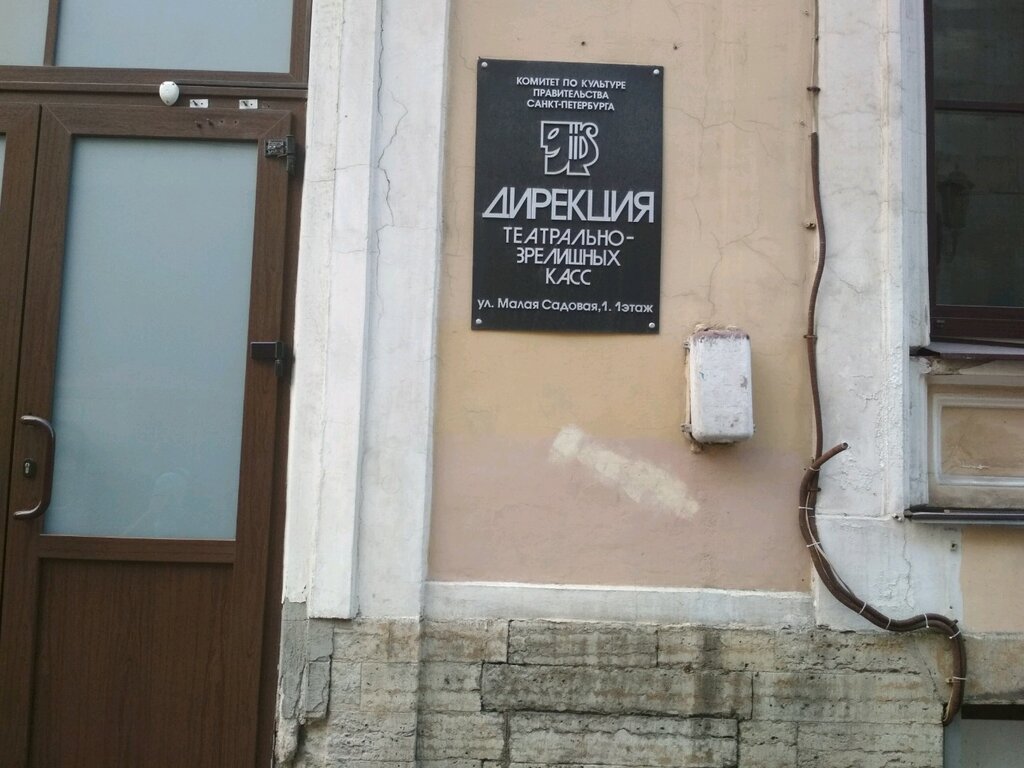 КОМИТЕТ ПО КУЛЬТУРЕ
ПРАВИТЕЛЬСТВА
САНКТ-ПЕТЕРБУРГА
ДИРЕКЦИЯ
ТЕАТРАЛЬНО-
ЗРЕЛИЩНЫХ
КАСС
ул. Малая Садовая,1. 1этаж